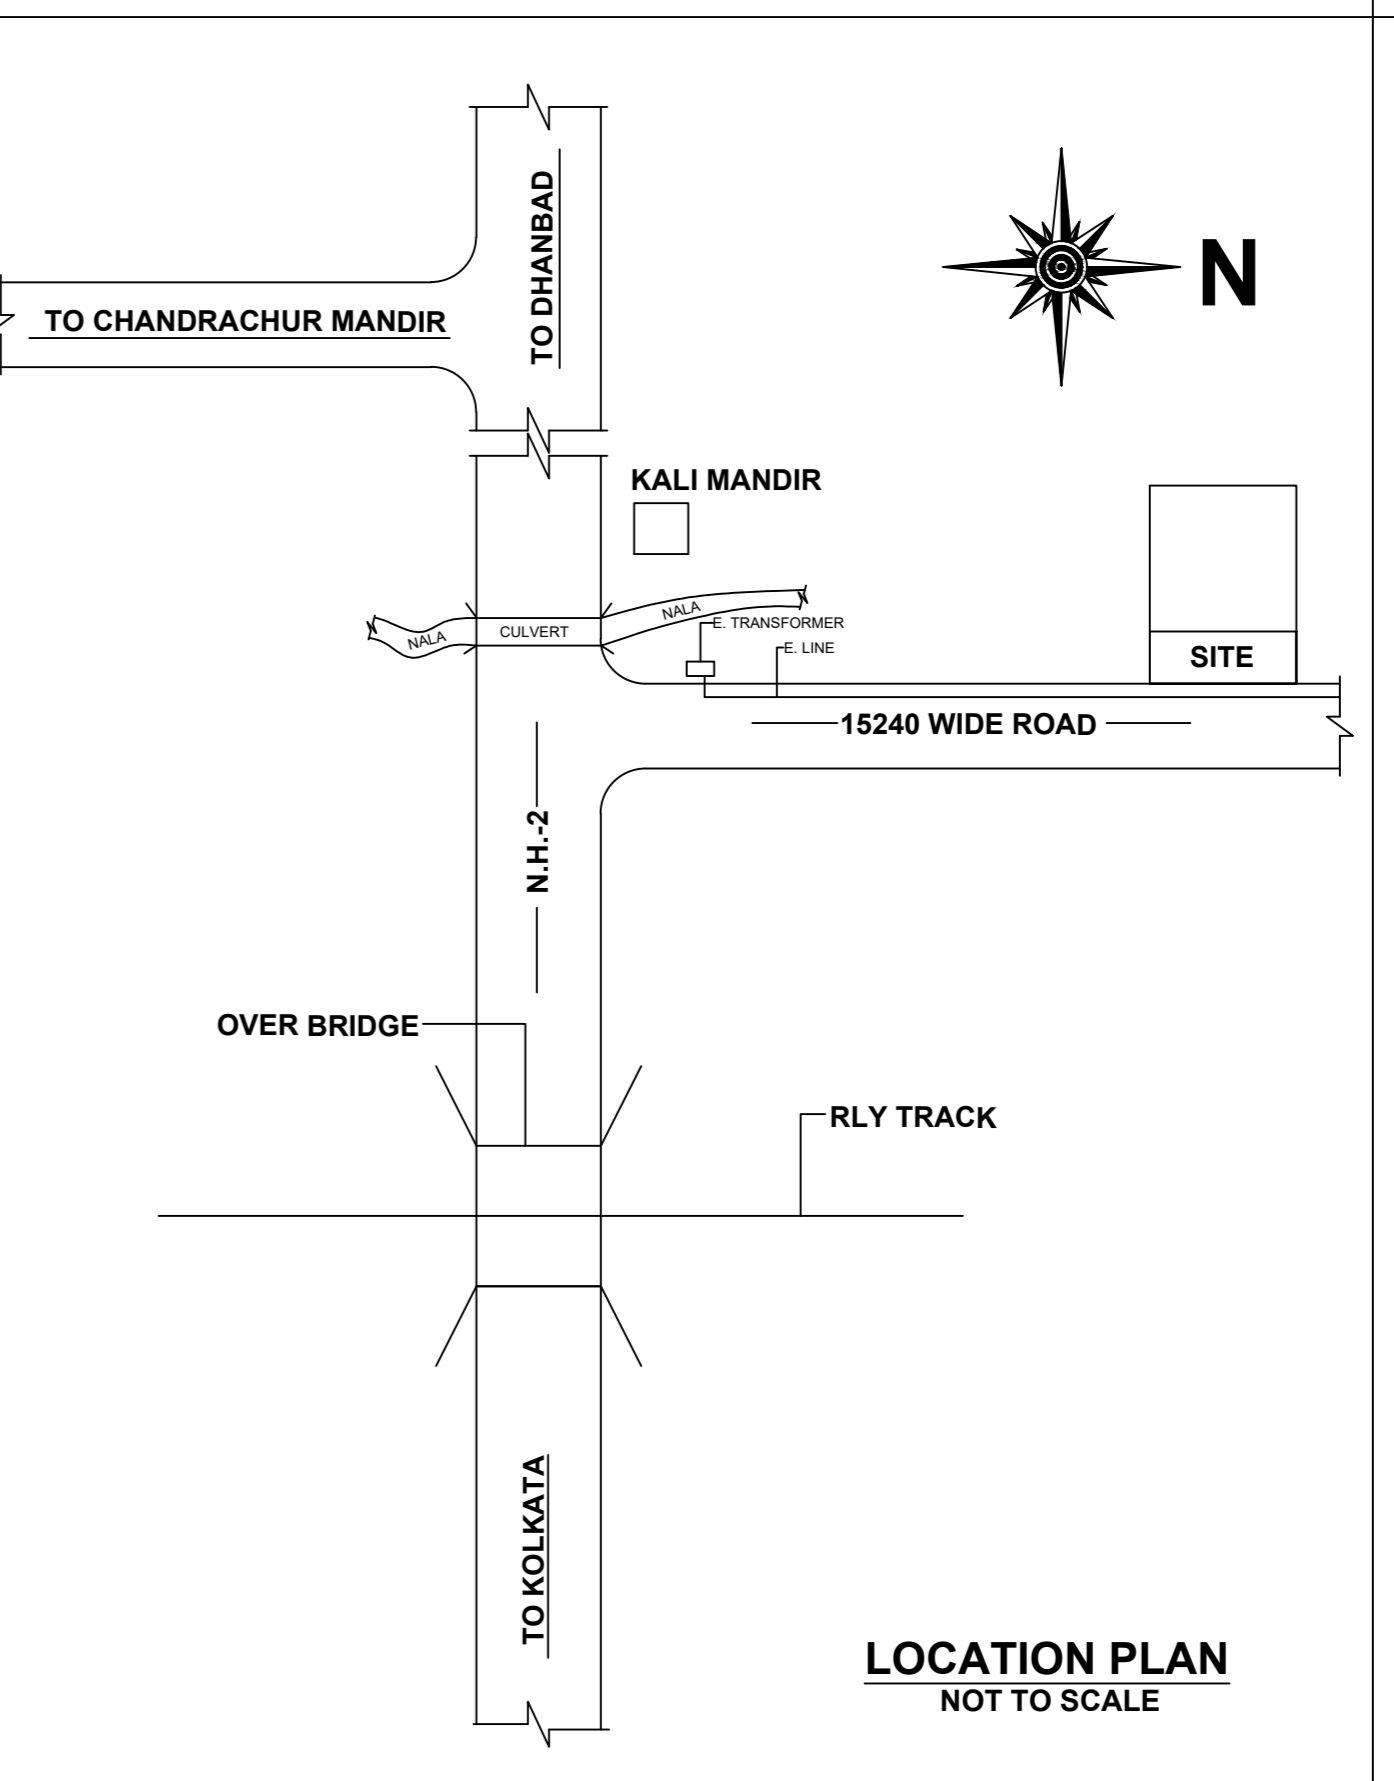 TO DHANBAD
N
TO CHANDRACHUR MANDIR
KALI MANDIR
NALA
E. TRANSFORMER
CULVERT
NALA
E. LINE
SITE
15240 WIDE ROAD
N.H.-2
OVER BRIDGE
RLY TRACK
TO KOLKATA
LOCATION PLAN
NOT TO SCALE